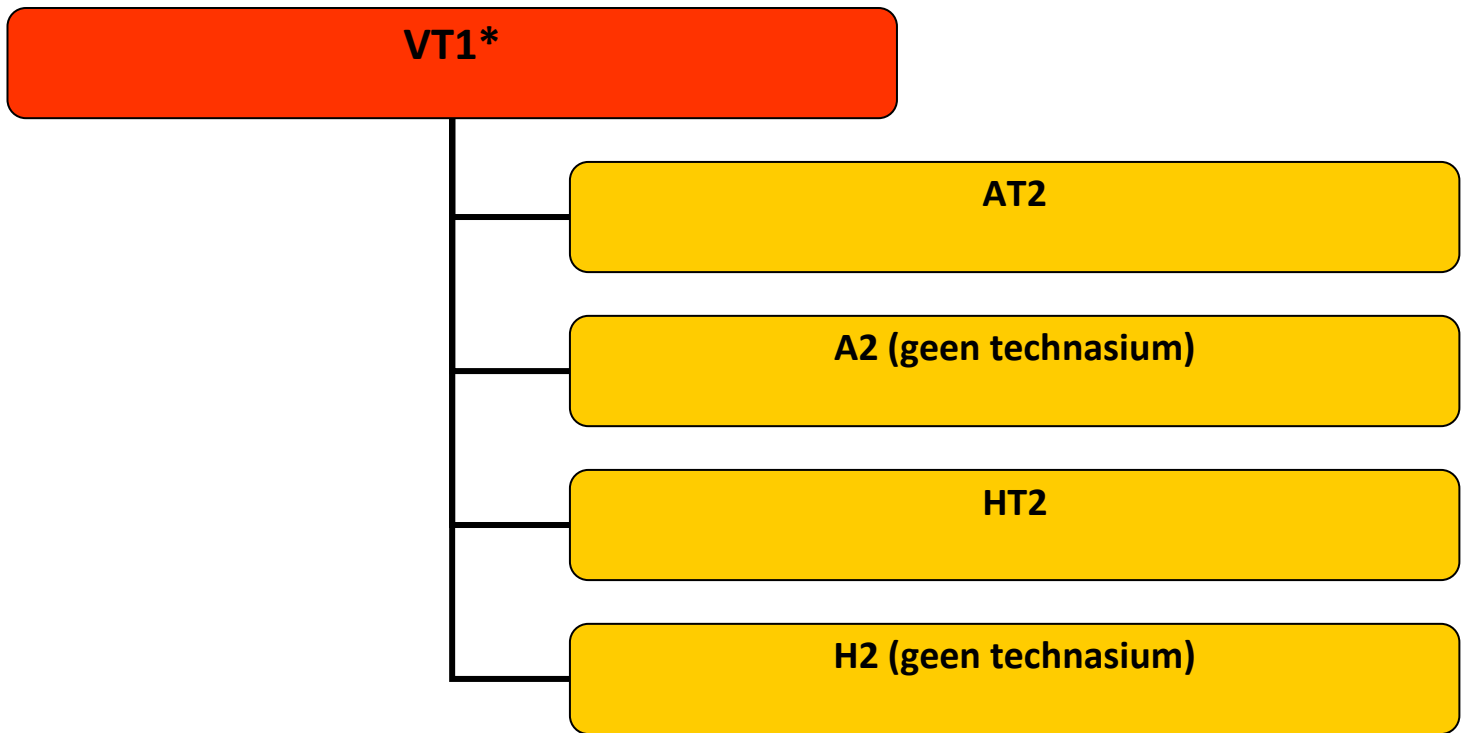 VT1*
AT2
A2 (geen technasium)
HT2
H2 (geen technasium)